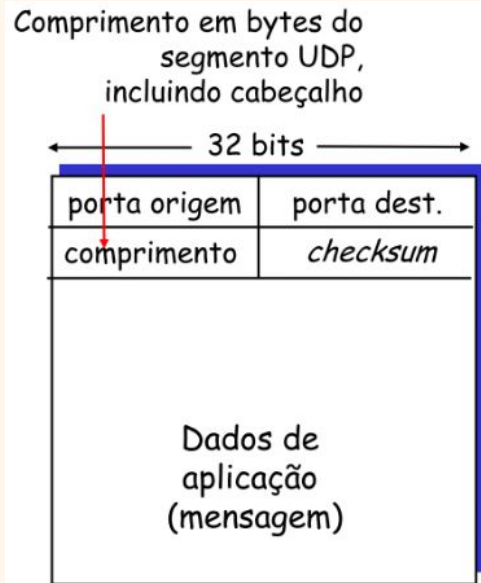 Comprimento em bytes do
segmento UDP,
incluindo cabeçalho
32 bits
porta origem porta dest.
comprimento checksum
Dados de
aplicação
(mensagem)